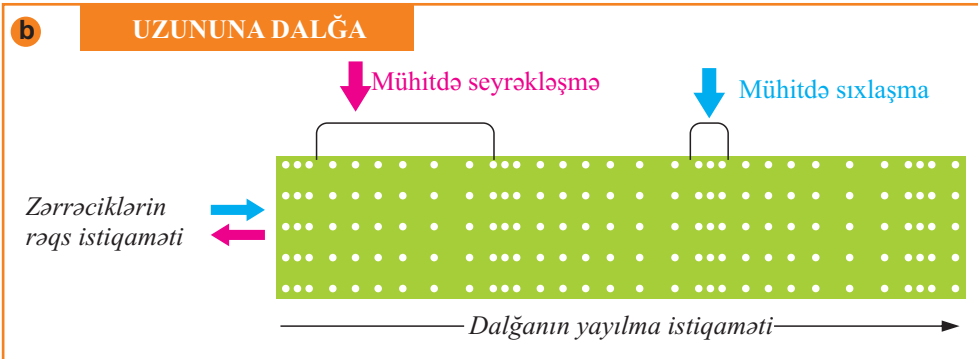 b
UZUNUNA DALĞA
Mühitdə seyrəkləşmə
Mühitdə sıxlaşma
Zərrəciklərin
rəqs istiqaməti
Dalğanın yayılma istiqaməti